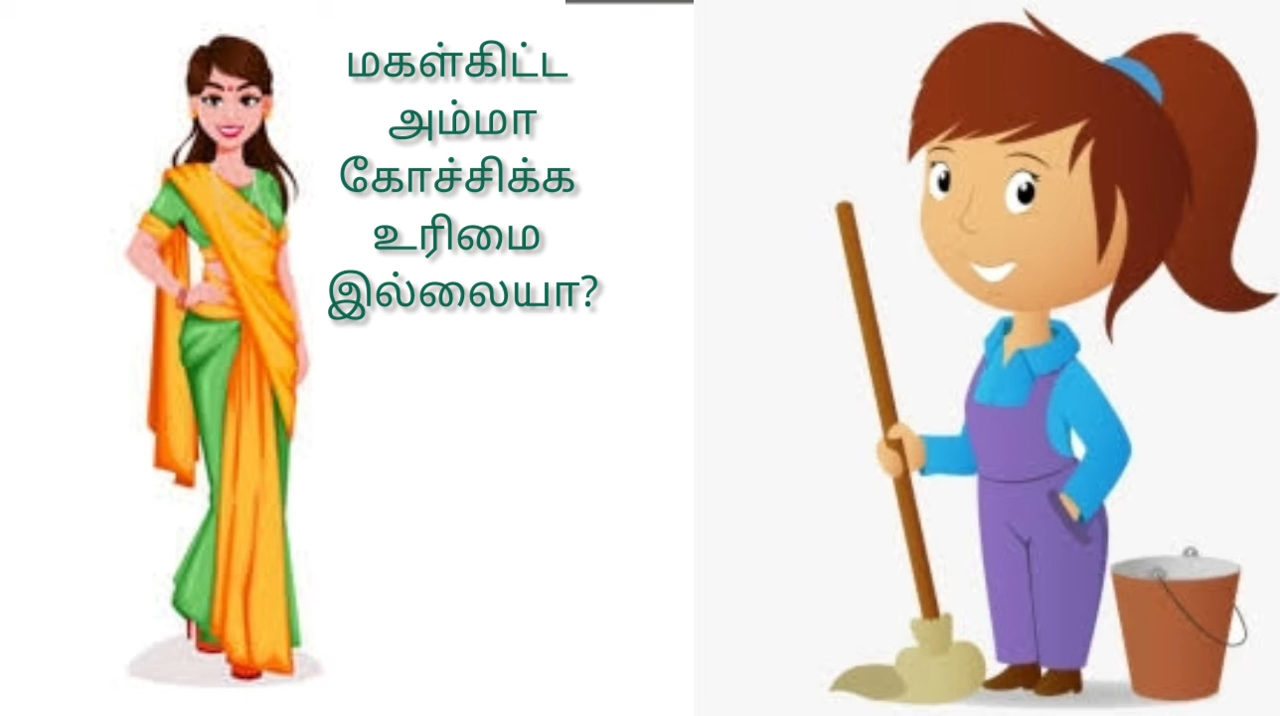 மகள்கிட்ட
அம்மா
கோச்சிக்க
உரிமை
இல்லையா?